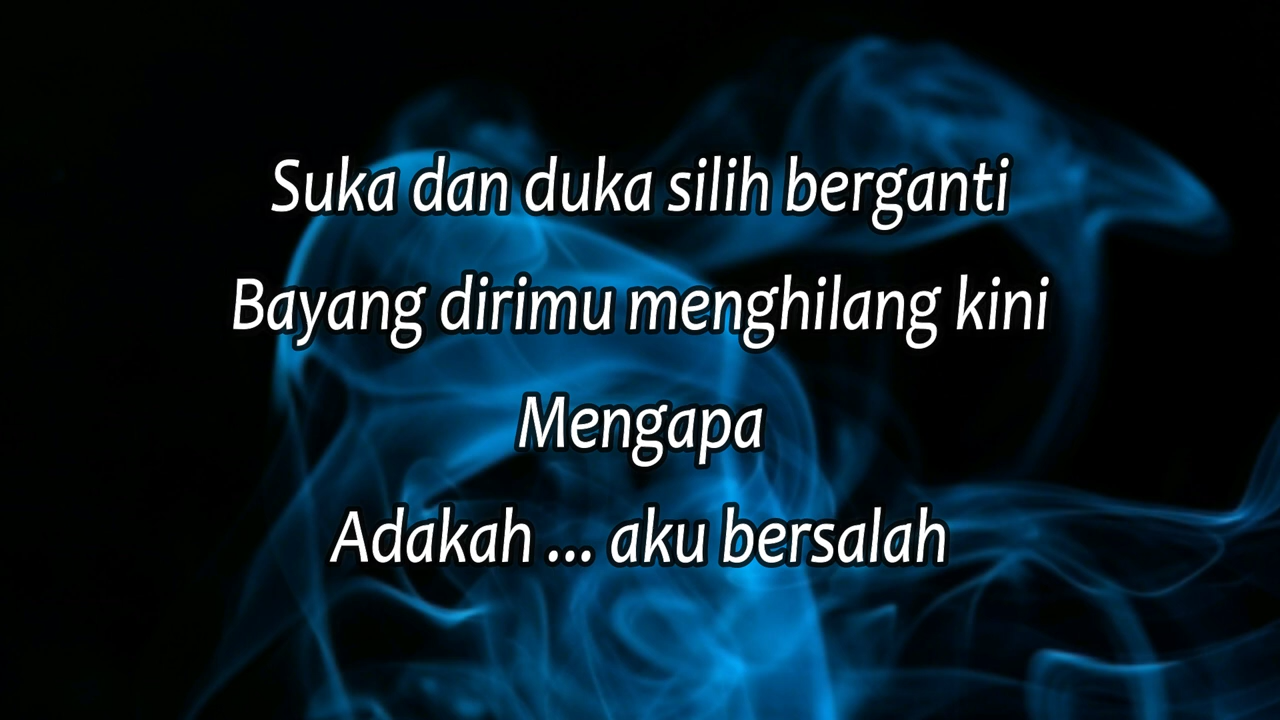 Suka dan duka silih berganti
Bayang dirimu menghilang kini
Mengapa
Adakah ... aku bersalah